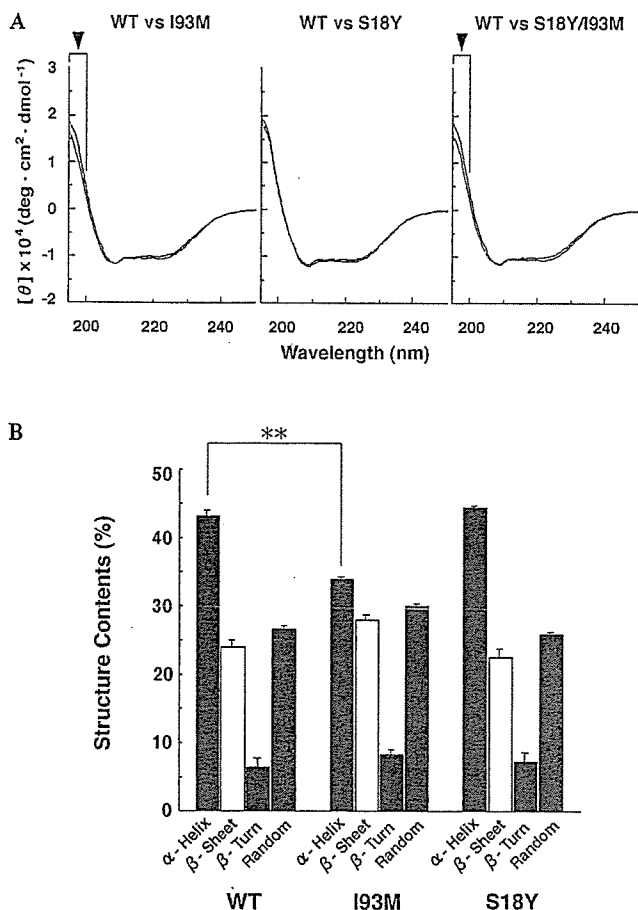 A
WT vs I93M
WT vs S18Y
WT vs S18Y/I93M
[θ] x 10⁴ (deg · cm² · dmol⁻¹)
3
2
1
0
-1
-2
200 220 240
200 220 240
200 220 240
Wavelength (nm)
B
**
Structure Contents (%)
50
40
30
20
10
0
α- Helix
β- Sheet
β- Turn
Random
α- Helix
β- Sheet
β- Turn
Random
α- Helix
β- Sheet
β- Turn
Random
WT
I93M
S18Y